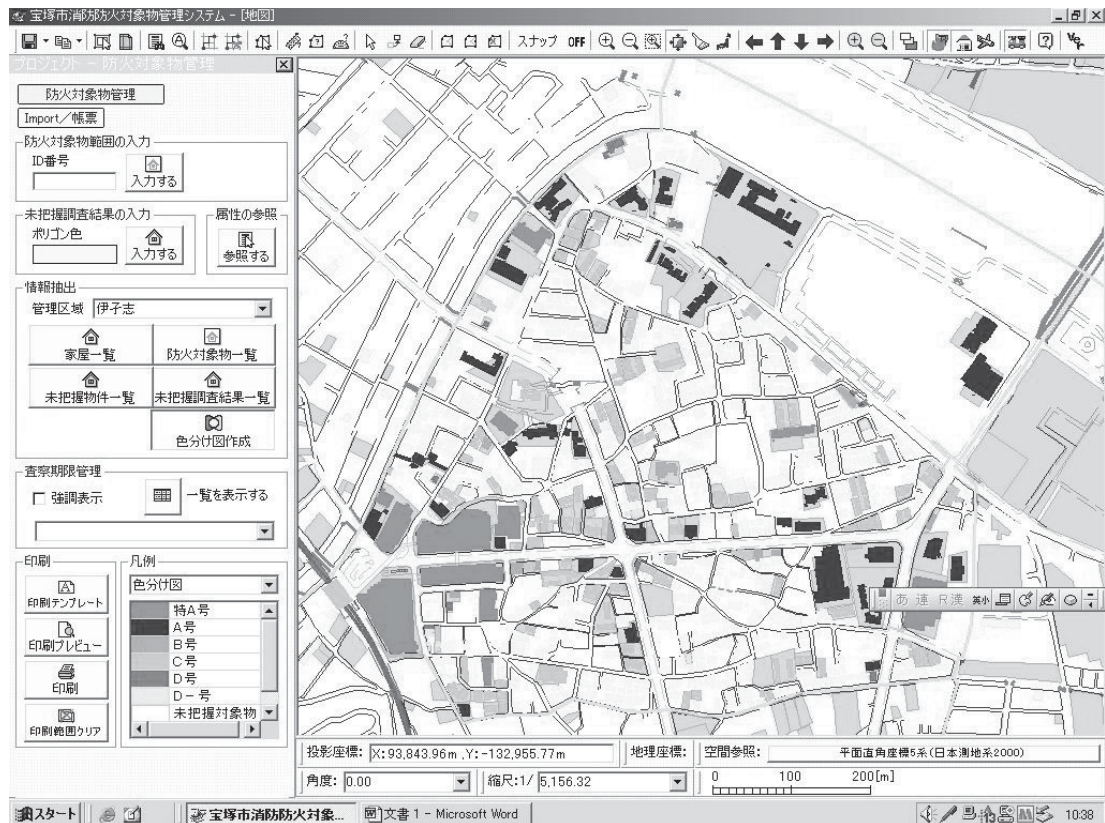 宝塚市消防防火対象物管理システム - [地図]
スナップ OFF
プロジェクト - 防火対象物管理
防火対象物管理
Import／帳票
防火対象物範囲の入力
ID番号
入力する
未把握調査結果の入力
ポリゴン色
入力する
属性の参照
参照する
情報抽出
管理区域 伊孑志
家屋一覧
防火対象物一覧
未把握物件一覧
未把握調査結果一覧
色分け図作成
査察期限管理
強調表示
一覧を表示する
印刷
印刷テンプレート
印刷プレビュー
印刷
印刷範囲クリア
凡例
色分け図
特A号
A号
B号
C号
D号
D－号
未把握対象物
あ 連 R漢 英小
投影座標: X:93,843.96m ,Y:-132,955.77m
地理座標:
空間参照: 平面直角座標5系(日本測地系2000)
角度: 0.00
縮尺:1/ 5,156.32
0 100 200[m]
スタート
宝塚市消防防火対象...
文書 1 - Microsoft Word
10:38